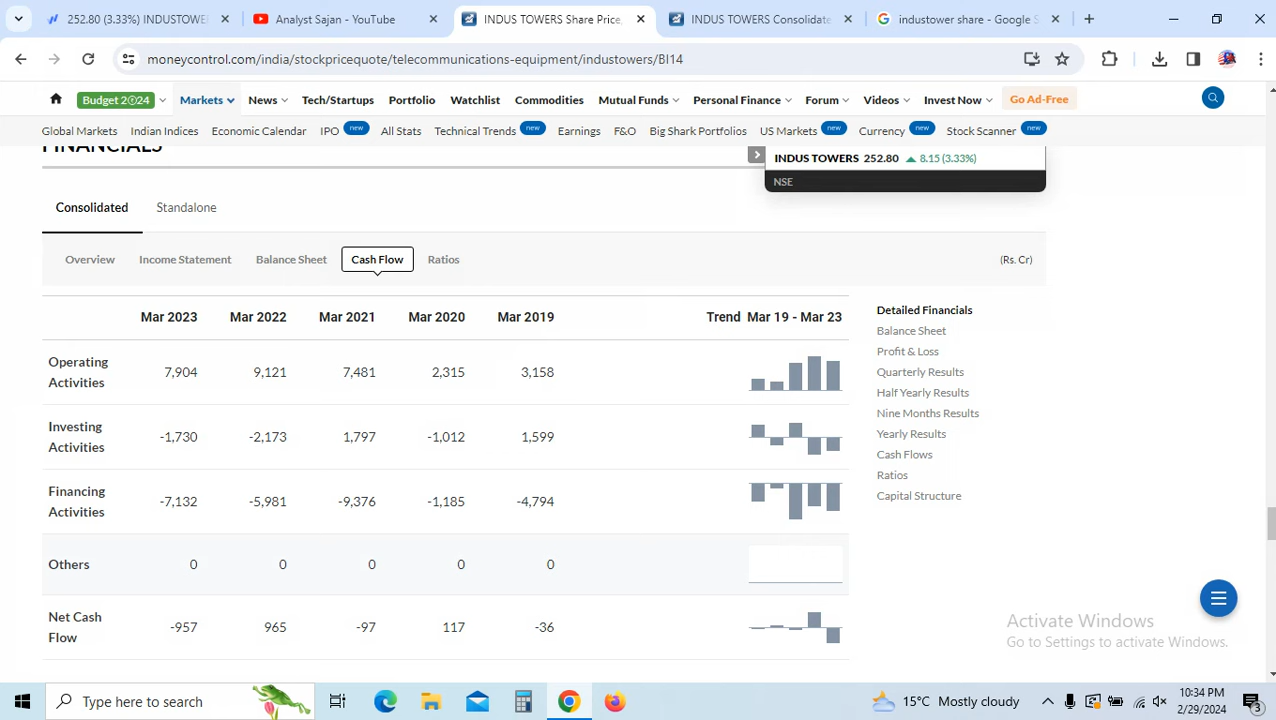 252.80 (3.33%) INDUSTOWE
Analyst Sajan - YouTube
INDUS TOWERS Share Price,
INDUS TOWERS Consolidate
industower share - Google S
moneycontrol.com/india/stockpricequote/telecommunications-equipment/industowers/BI14
Budget 2024
Markets
News
Tech/Startups
Portfolio
Watchlist
Commodities
Mutual Funds
Personal Finance
Forum
Videos
Invest Now
Go Ad-Free
Global Markets
Indian Indices
Economic Calendar
IPO new
All Stats
Technical Trends new
Earnings
F&O
Big Shark Portfolios
US Markets new
Currency new
Stock Scanner new
FINANCIALS
INDUS TOWERS 252.80 8.15 (3.33%)
NSE
Consolidated
Standalone
Overview
Income Statement
Balance Sheet
Cash Flow
Ratios
(Rs. Cr)
Mar 2023 Mar 2022 Mar 2021 Mar 2020 Mar 2019 Trend Mar 19 - Mar 23
Operating
Activities
7,904 9,121 7,481 2,315 3,158
Investing
Activities
-1,730 -2,173 1,797 -1,012 1,599
Financing
Activities
-7,132 -5,981 -9,376 -1,185 -4,794
Others 0 0 0 0 0
Net Cash
Flow
-957 965 -97 117 -36
Detailed Financials
Balance Sheet
Profit & Loss
Quarterly Results
Half Yearly Results
Nine Months Results
Yearly Results
Cash Flows
Ratios
Capital Structure
Activate Windows
Go to Settings to activate Windows.
Type here to search
15°C Mostly cloudy
10:34 PM
2/29/2024
3